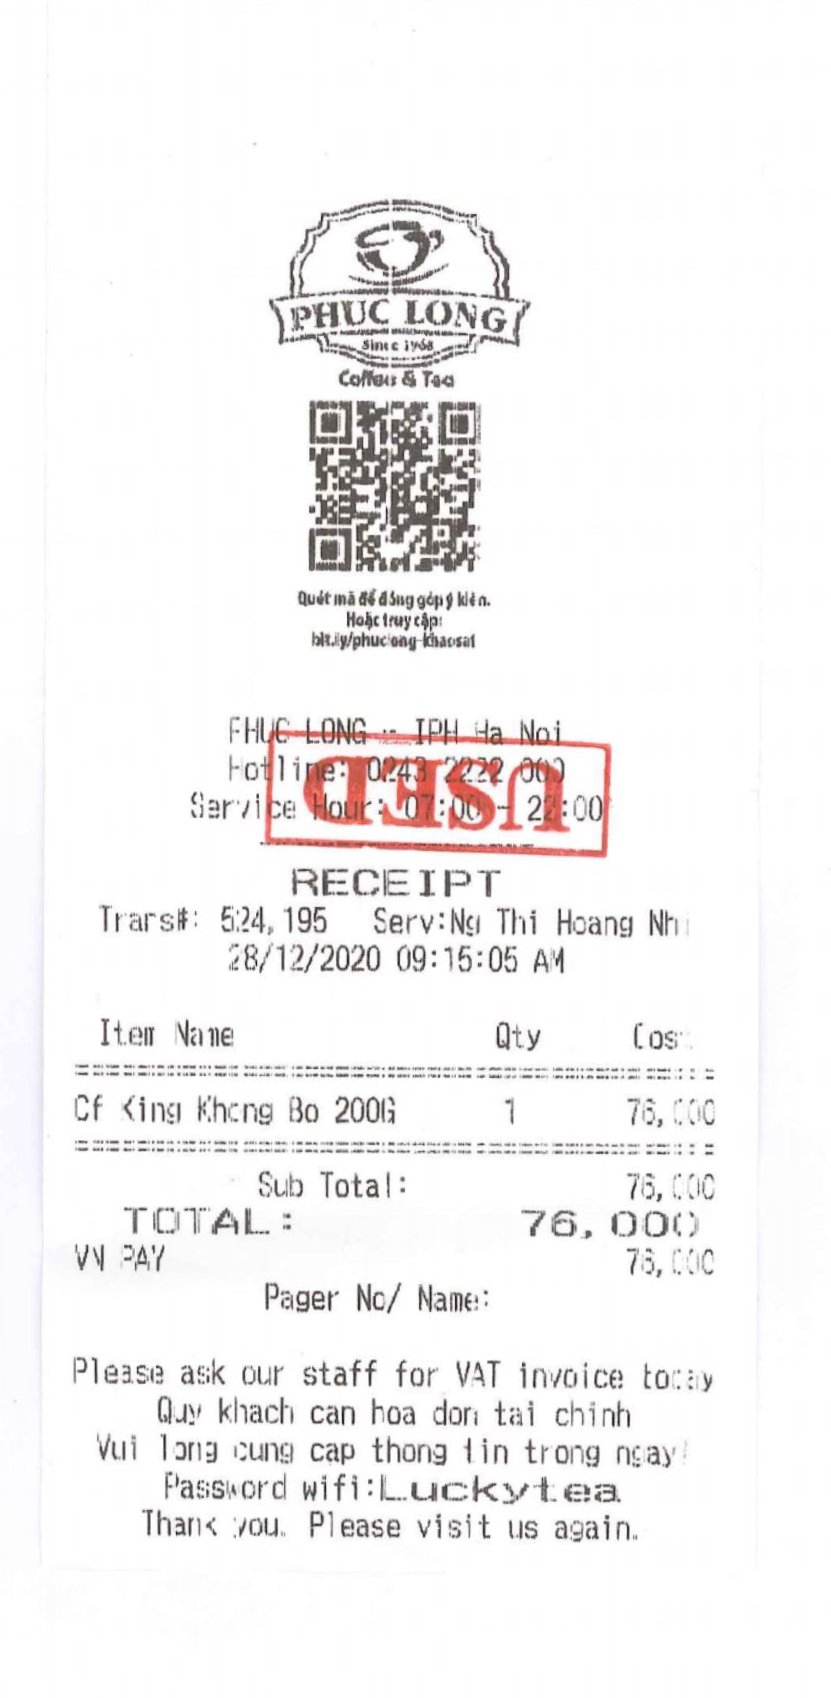 PHUC LONG
Since 1968
Coffee & Tea
Quét mã để đóng góp ý kiến.
Hoặc truy cập:
bit.ly/phuclong-khaosat
PHUC LONG - IPH Ha Noi
Hotline: 0243 2222 000
USED
Service Hour: 07:00 - 22:00
RECEIPT
Trans#: 524,195 Serv:Ng Thi Hoang Nhi
28/12/2020 09:15:05 AM
Item Name Qty Cost
Cf King Khong Bo 200G 1 76,000
Sub Total: 76,000
TOTAL: 76,000
VN PAY 76,000
Pager No/ Name:
Please ask our staff for VAT invoice today
Quy khach can hoa don tai chinh
Vui long cung cap thong tin trong ngay!
Password wifi:Luckytea
Thank you. Please visit us again.